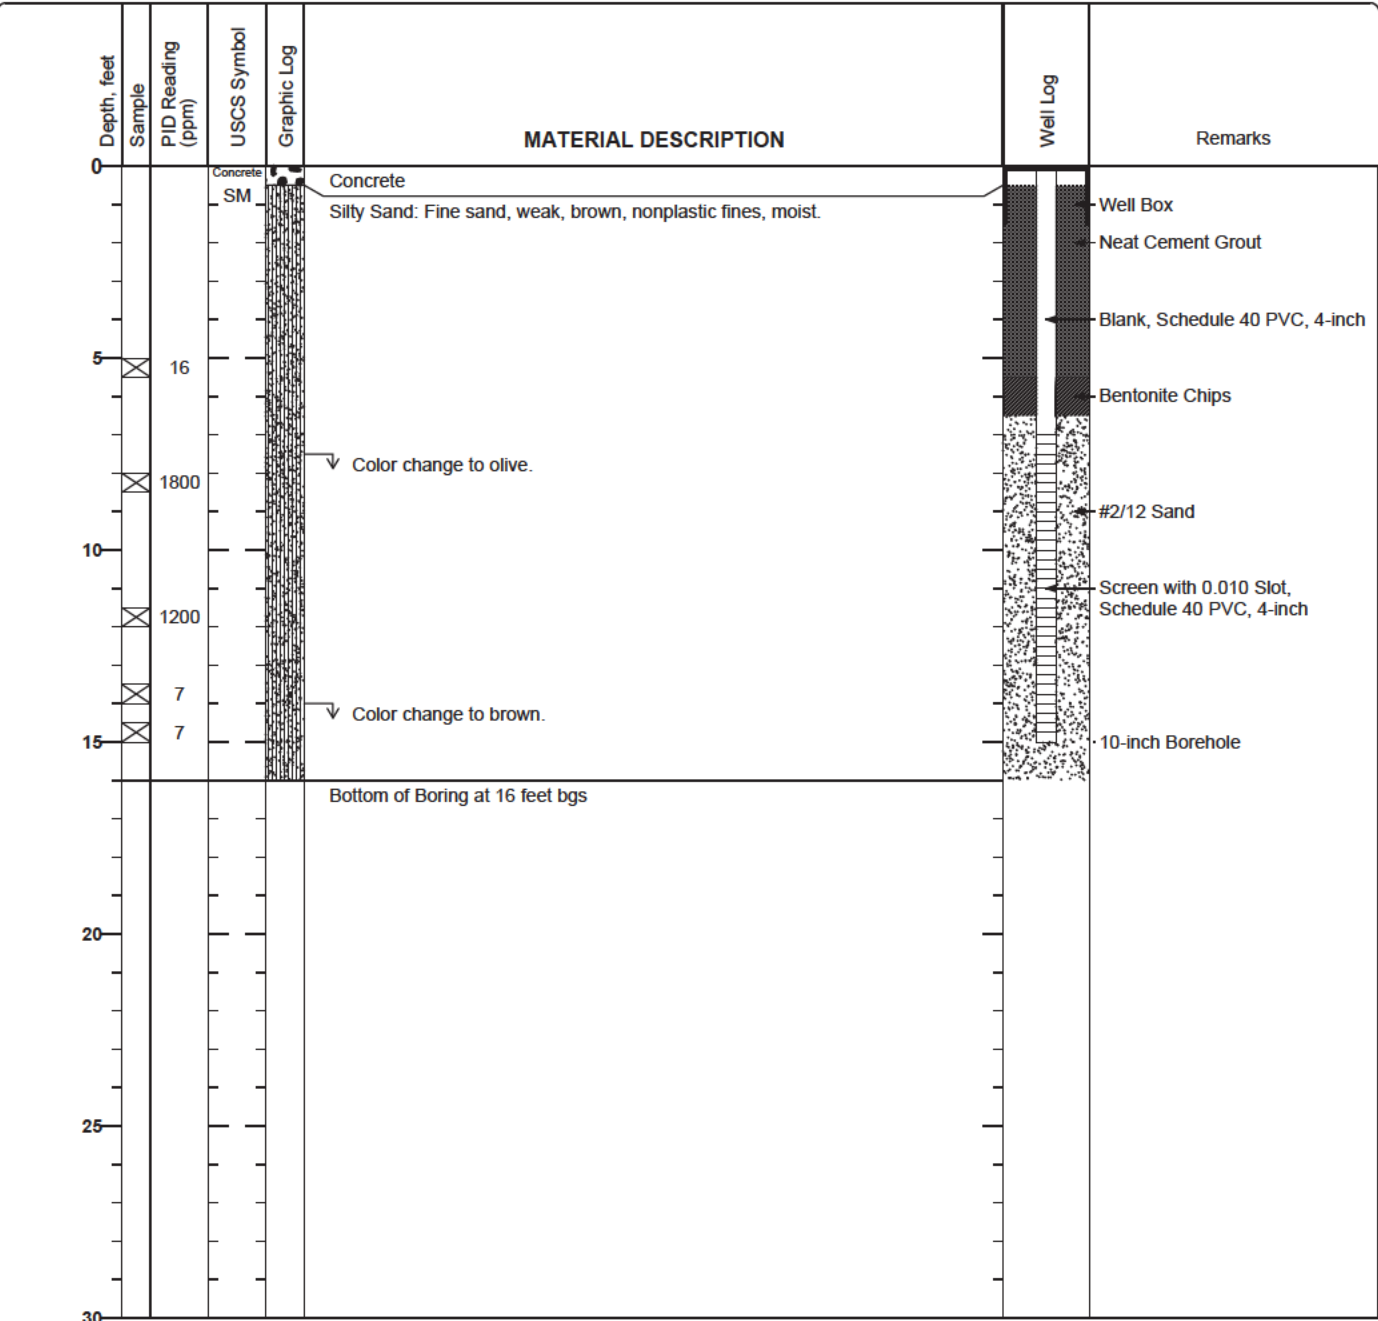 Depth, feet
Sample
PID Reading
(ppm)
USCS Symbol
Graphic Log
MATERIAL DESCRIPTION
Well Log
Remarks
0
Concrete
SM
Concrete
Silty Sand: Fine sand, weak, brown, nonplastic fines, moist.
Well Box
Neat Cement Grout
Blank, Schedule 40 PVC, 4-inch
5
16
Bentonite Chips
Color change to olive.
1800
#2/12 Sand
10
Screen with 0.010 Slot,
Schedule 40 PVC, 4-inch
1200
7
Color change to brown.
7
15
10-inch Borehole
Bottom of Boring at 16 feet bgs
20
25
30